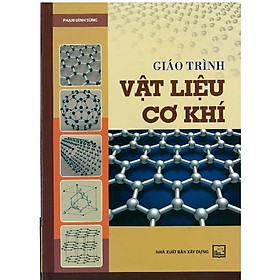 PHẠM ĐÌNH SÙNG
GIÁO TRÌNH
VẬT LIỆU
CƠ KHÍ
NHÀ XUẤT BẢN XÂY DỰNG